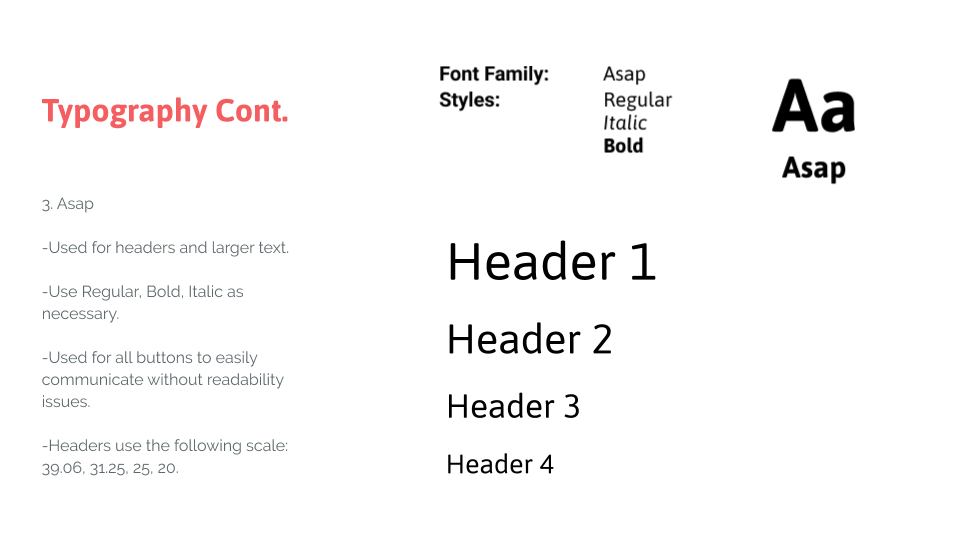 Typography Cont.
3. Asap
-Used for headers and larger text.
-Use Regular, Bold, Italic as
necessary.
-Used for all buttons to easily
communicate without readability
issues.
-Headers use the following scale:
39.06, 31.25, 25, 20.
Font Family: Asap
Styles: Regular
Italic
Bold
Aa
Asap
Header 1
Header 2
Header 3
Header 4